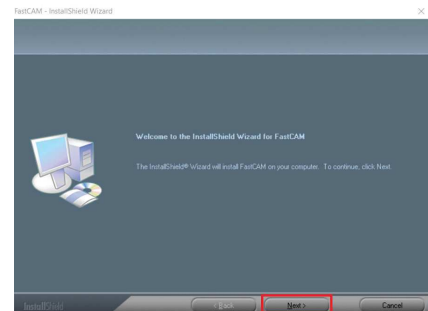 FastCAM - InstallShield Wizard
Welcome to the InstallShield Wizard for FastCAM
The InstallShield® Wizard will install FastCAM on your computer. To continue, click Next.
InstallShield
< Back
Next >
Cancel